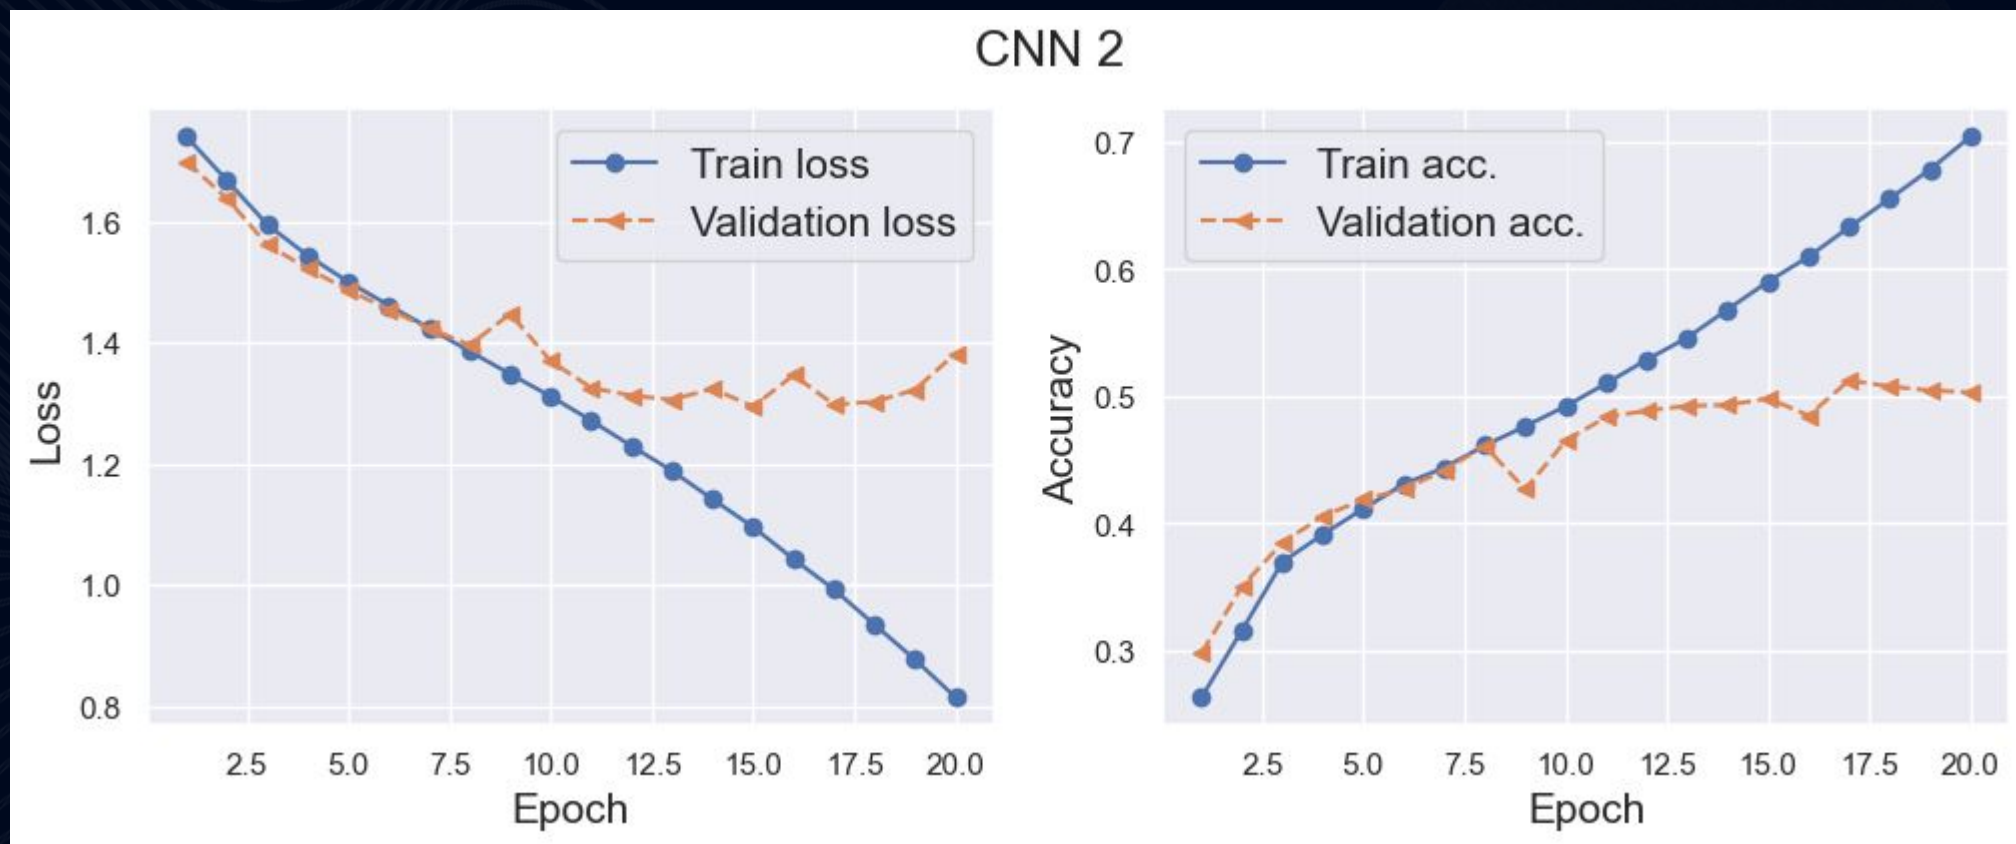 CNN 2
Train loss
Validation loss
1.6
1.4
1.2
1.0
0.8
Loss
2.5 5.0 7.5 10.0 12.5 15.0 17.5 20.0
Epoch
Train acc.
Validation acc.
0.7
0.6
0.5
0.4
0.3
Accuracy
2.5 5.0 7.5 10.0 12.5 15.0 17.5 20.0
Epoch